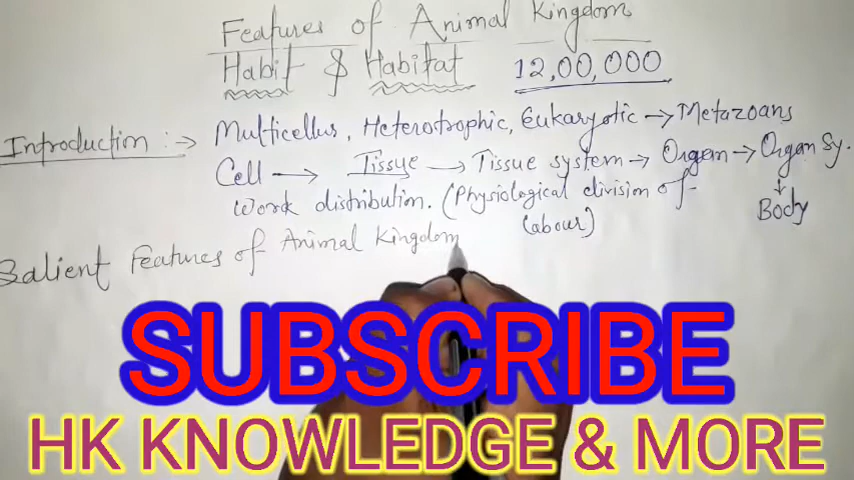 Features of Animal Kingdom
Habit & Habitat 12,00,000
Introduction :-> Multicellus, Heterotrophic, Eukaryotic -> Metazoans
Cell -> Tissue -> Tissue system -> Organ -> Organ Sy.
↓
Work distribution. (Physiological division of Body
labour)
Salient Features of Animal Kingdom
SUBSCRIBE
HK KNOWLEDGE & MORE